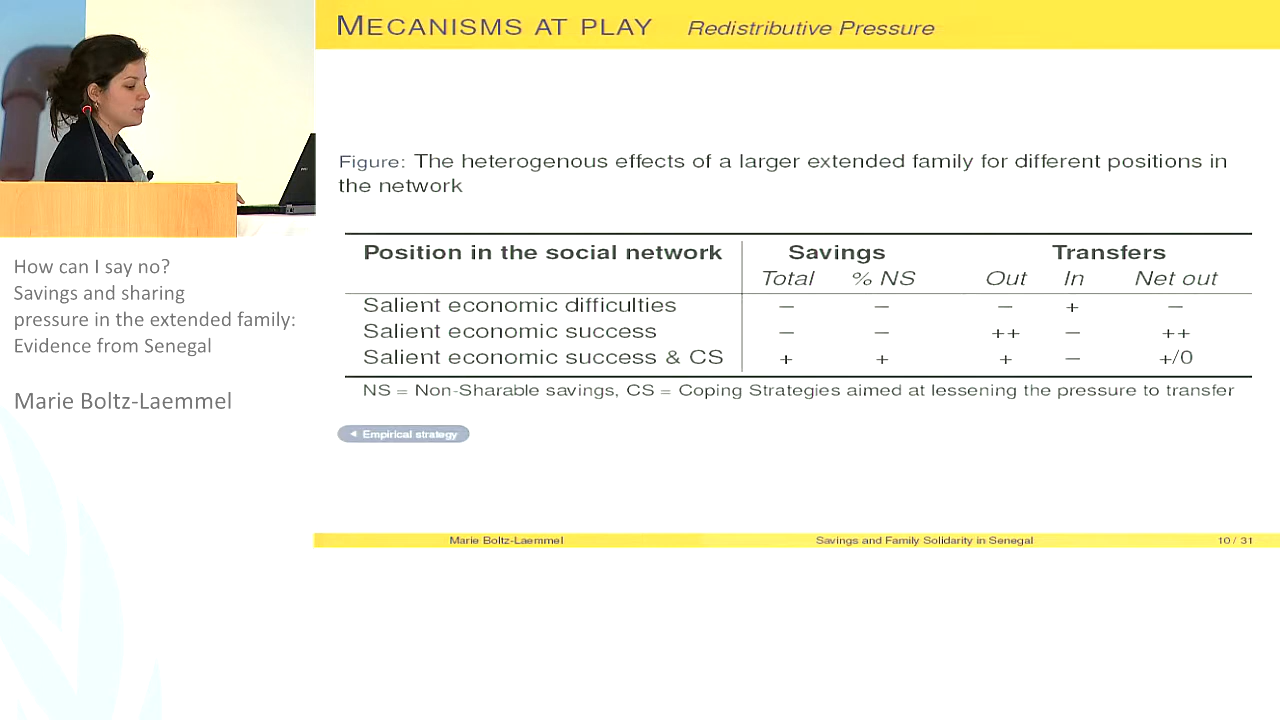 MECANISMS AT PLAY Redistributive Pressure
Figure: The heterogenous effects of a larger extended family for different positions in
the network
Position in the social network Savings Transfers
Total % NS Out In Net out
Salient economic difficulties − − − + −
Salient economic success − − ++ − ++
Salient economic success & CS + + + − +/0
NS = Non-Sharable savings, CS = Coping Strategies aimed at lessening the pressure to transfer
Empirical strategy
Marie Boltz-Laemmel Savings and Family Solidarity in Senegal 10 / 31
How can I say no?
Savings and sharing
pressure in the extended family:
Evidence from Senegal
Marie Boltz-Laemmel